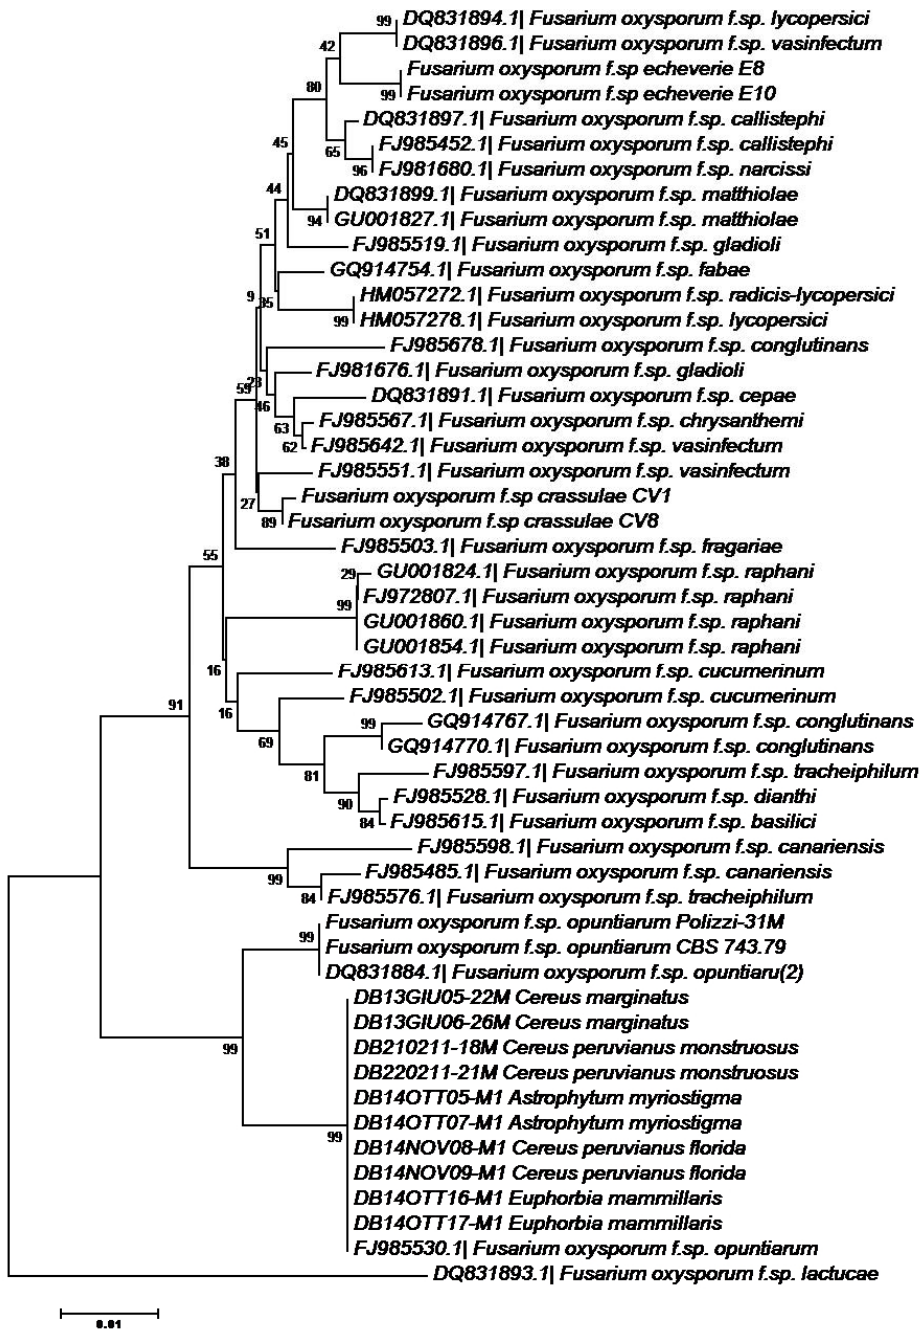 99 DQ831894.1| Fusarium oxysporum f.sp. lycopersici
42 DQ831896.1| Fusarium oxysporum f.sp. vasinfectum
Fusarium oxysporum f.sp echeverie E8
80 99 Fusarium oxysporum f.sp echeverie E10
DQ831897.1| Fusarium oxysporum f.sp. callistephi
45 65 FJ985452.1| Fusarium oxysporum f.sp. callistephi
96 FJ981680.1| Fusarium oxysporum f.sp. narcissi
44 DQ831899.1| Fusarium oxysporum f.sp. matthiolae
94 GU001827.1| Fusarium oxysporum f.sp. matthiolae
51 FJ985519.1| Fusarium oxysporum f.sp. gladioli
GQ914754.1| Fusarium oxysporum f.sp. fabae
9 35 HM057272.1| Fusarium oxysporum f.sp. radicis-lycopersici
99 HM057278.1| Fusarium oxysporum f.sp. lycopersici
FJ985678.1| Fusarium oxysporum f.sp. conglutinans
FJ981676.1| Fusarium oxysporum f.sp. gladioli
59 23 DQ831891.1| Fusarium oxysporum f.sp. cepae
46 63 FJ985567.1| Fusarium oxysporum f.sp. chrysanthemi
62 FJ985642.1| Fusarium oxysporum f.sp. vasinfectum
38 FJ985551.1| Fusarium oxysporum f.sp. vasinfectum
27 Fusarium oxysporum f.sp crassulae CV1
89 Fusarium oxysporum f.sp crassulae CV8
55 FJ985503.1| Fusarium oxysporum f.sp. fragariae
29 GU001824.1| Fusarium oxysporum f.sp. raphani
99 FJ972807.1| Fusarium oxysporum f.sp. raphani
GU001860.1| Fusarium oxysporum f.sp. raphani
GU001854.1| Fusarium oxysporum f.sp. raphani
16 FJ985613.1| Fusarium oxysporum f.sp. cucumerinum
91 16 FJ985502.1| Fusarium oxysporum f.sp. cucumerinum
69 99 GQ914767.1| Fusarium oxysporum f.sp. conglutinans
GQ914770.1| Fusarium oxysporum f.sp. conglutinans
81 FJ985597.1| Fusarium oxysporum f.sp. tracheiphilum
90 FJ985528.1| Fusarium oxysporum f.sp. dianthi
84 FJ985615.1| Fusarium oxysporum f.sp. basilici
FJ985598.1| Fusarium oxysporum f.sp. canariensis
99 FJ985485.1| Fusarium oxysporum f.sp. canariensis
84 FJ985576.1| Fusarium oxysporum f.sp. tracheiphilum
99 Fusarium oxysporum f.sp. opuntiarum Polizzi-31M
Fusarium oxysporum f.sp. opuntiarum CBS 743.79
DQ831884.1| Fusarium oxysporum f.sp. opuntiaru(2)
DB13GIU05-22M Cereus marginatus
DB13GIU06-26M Cereus marginatus
99 DB210211-18M Cereus peruvianus monstruosus
DB220211-21M Cereus peruvianus monstruosus
DB14OTT05-M1 Astrophytum myriostigma
DB14OTT07-M1 Astrophytum myriostigma
99 DB14NOV08-M1 Cereus peruvianus florida
DB14NOV09-M1 Cereus peruvianus florida
DB14OTT16-M1 Euphorbia mammillaris
DB14OTT17-M1 Euphorbia mammillaris
FJ985530.1| Fusarium oxysporum f.sp. opuntiarum
DQ831893.1| Fusarium oxysporum f.sp. lactucae
0.01